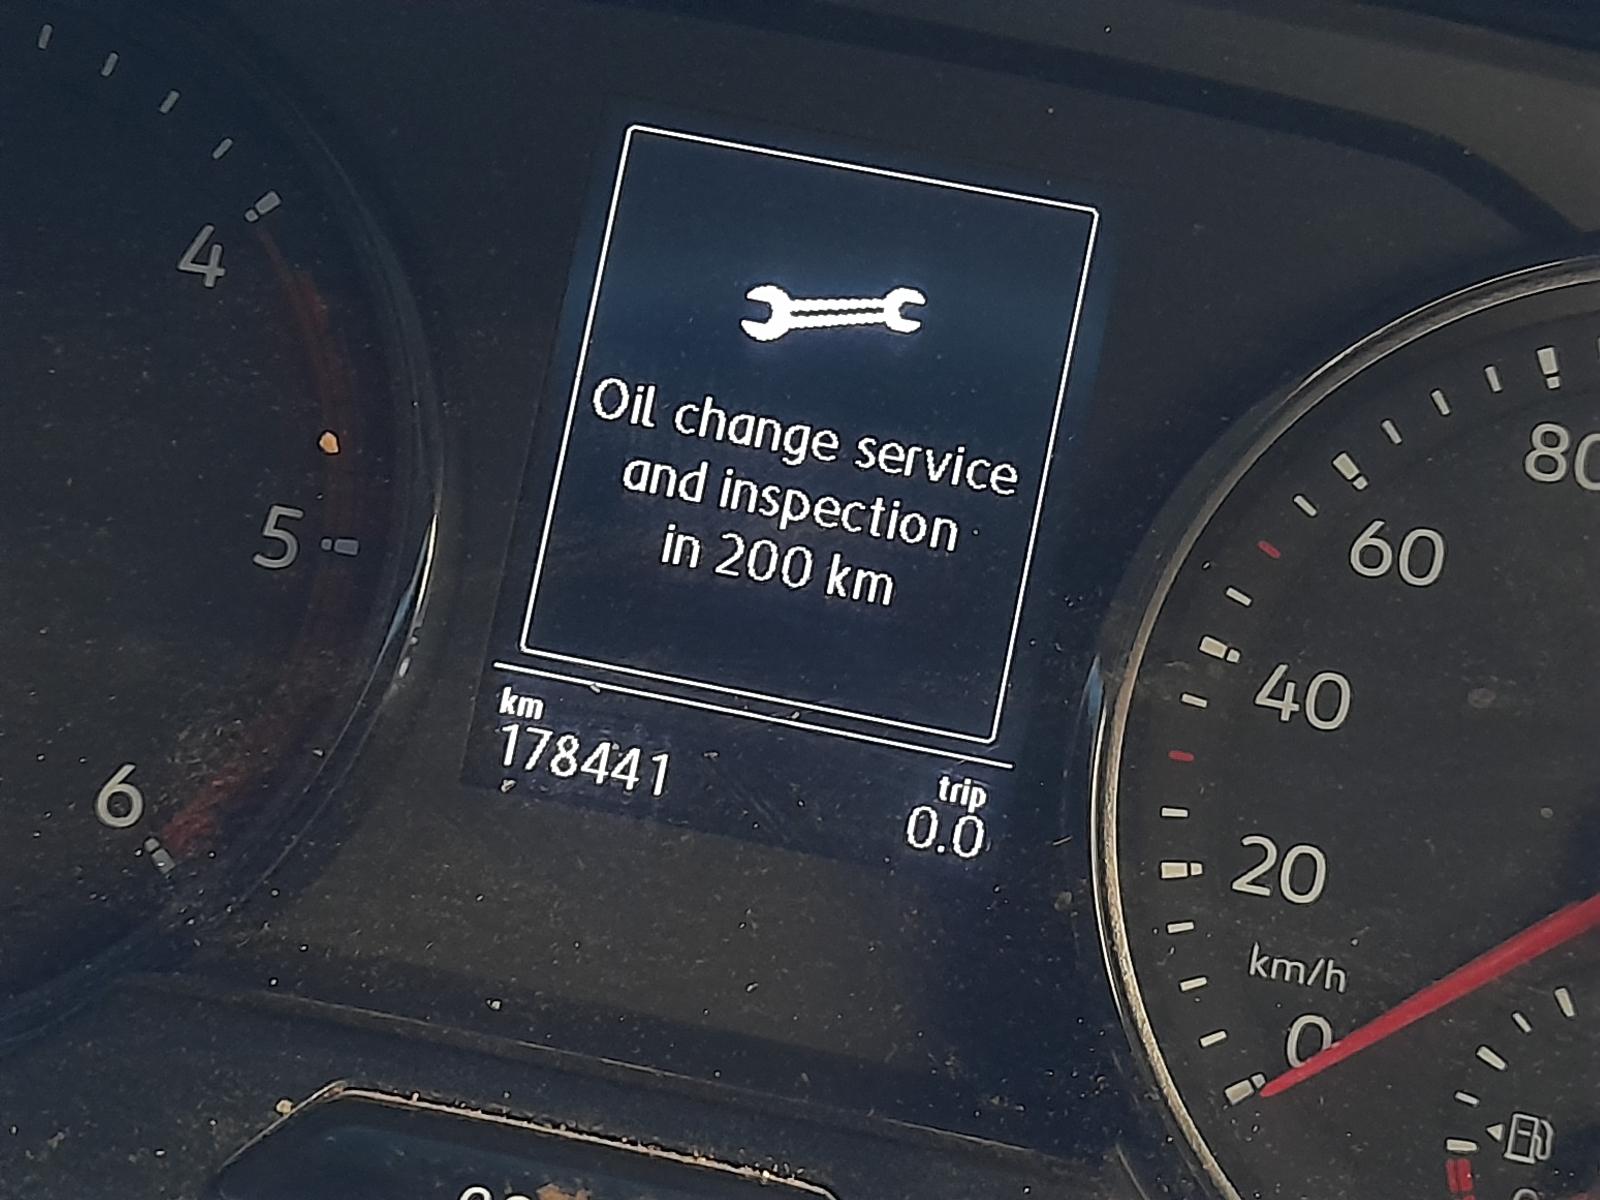 4
5
6
Oil change service
and inspection
in 200 km
km
178441
trip
0.0
80
60
40
20
km/h
0